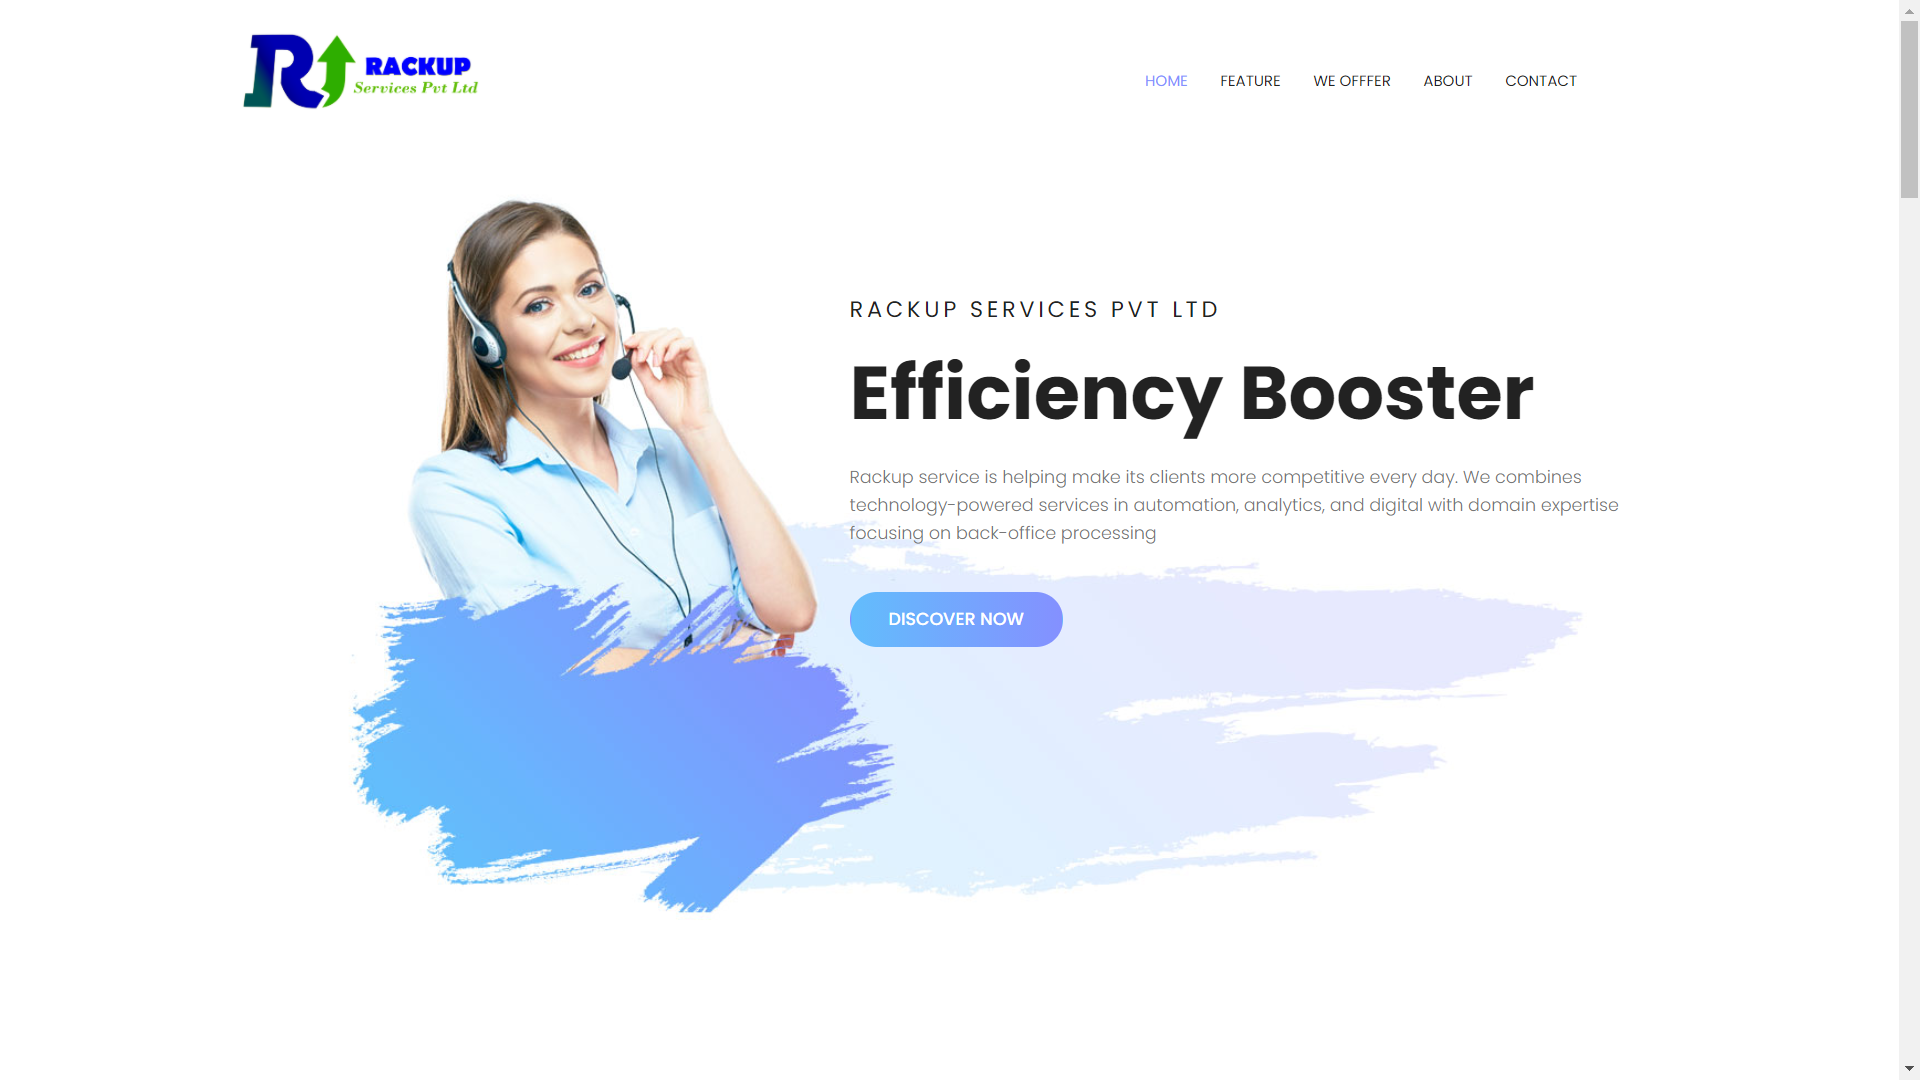 RACKUP
Services Pvt Ltd
HOME
FEATURE
WE OFFFER
ABOUT
CONTACT
RACKUP SERVICES PVT LTD
Efficiency Booster
Rackup service is helping make its clients more competitive every day. We combines
technology-powered services in automation, analytics, and digital with domain expertise
focusing on back-office processing
DISCOVER NOW